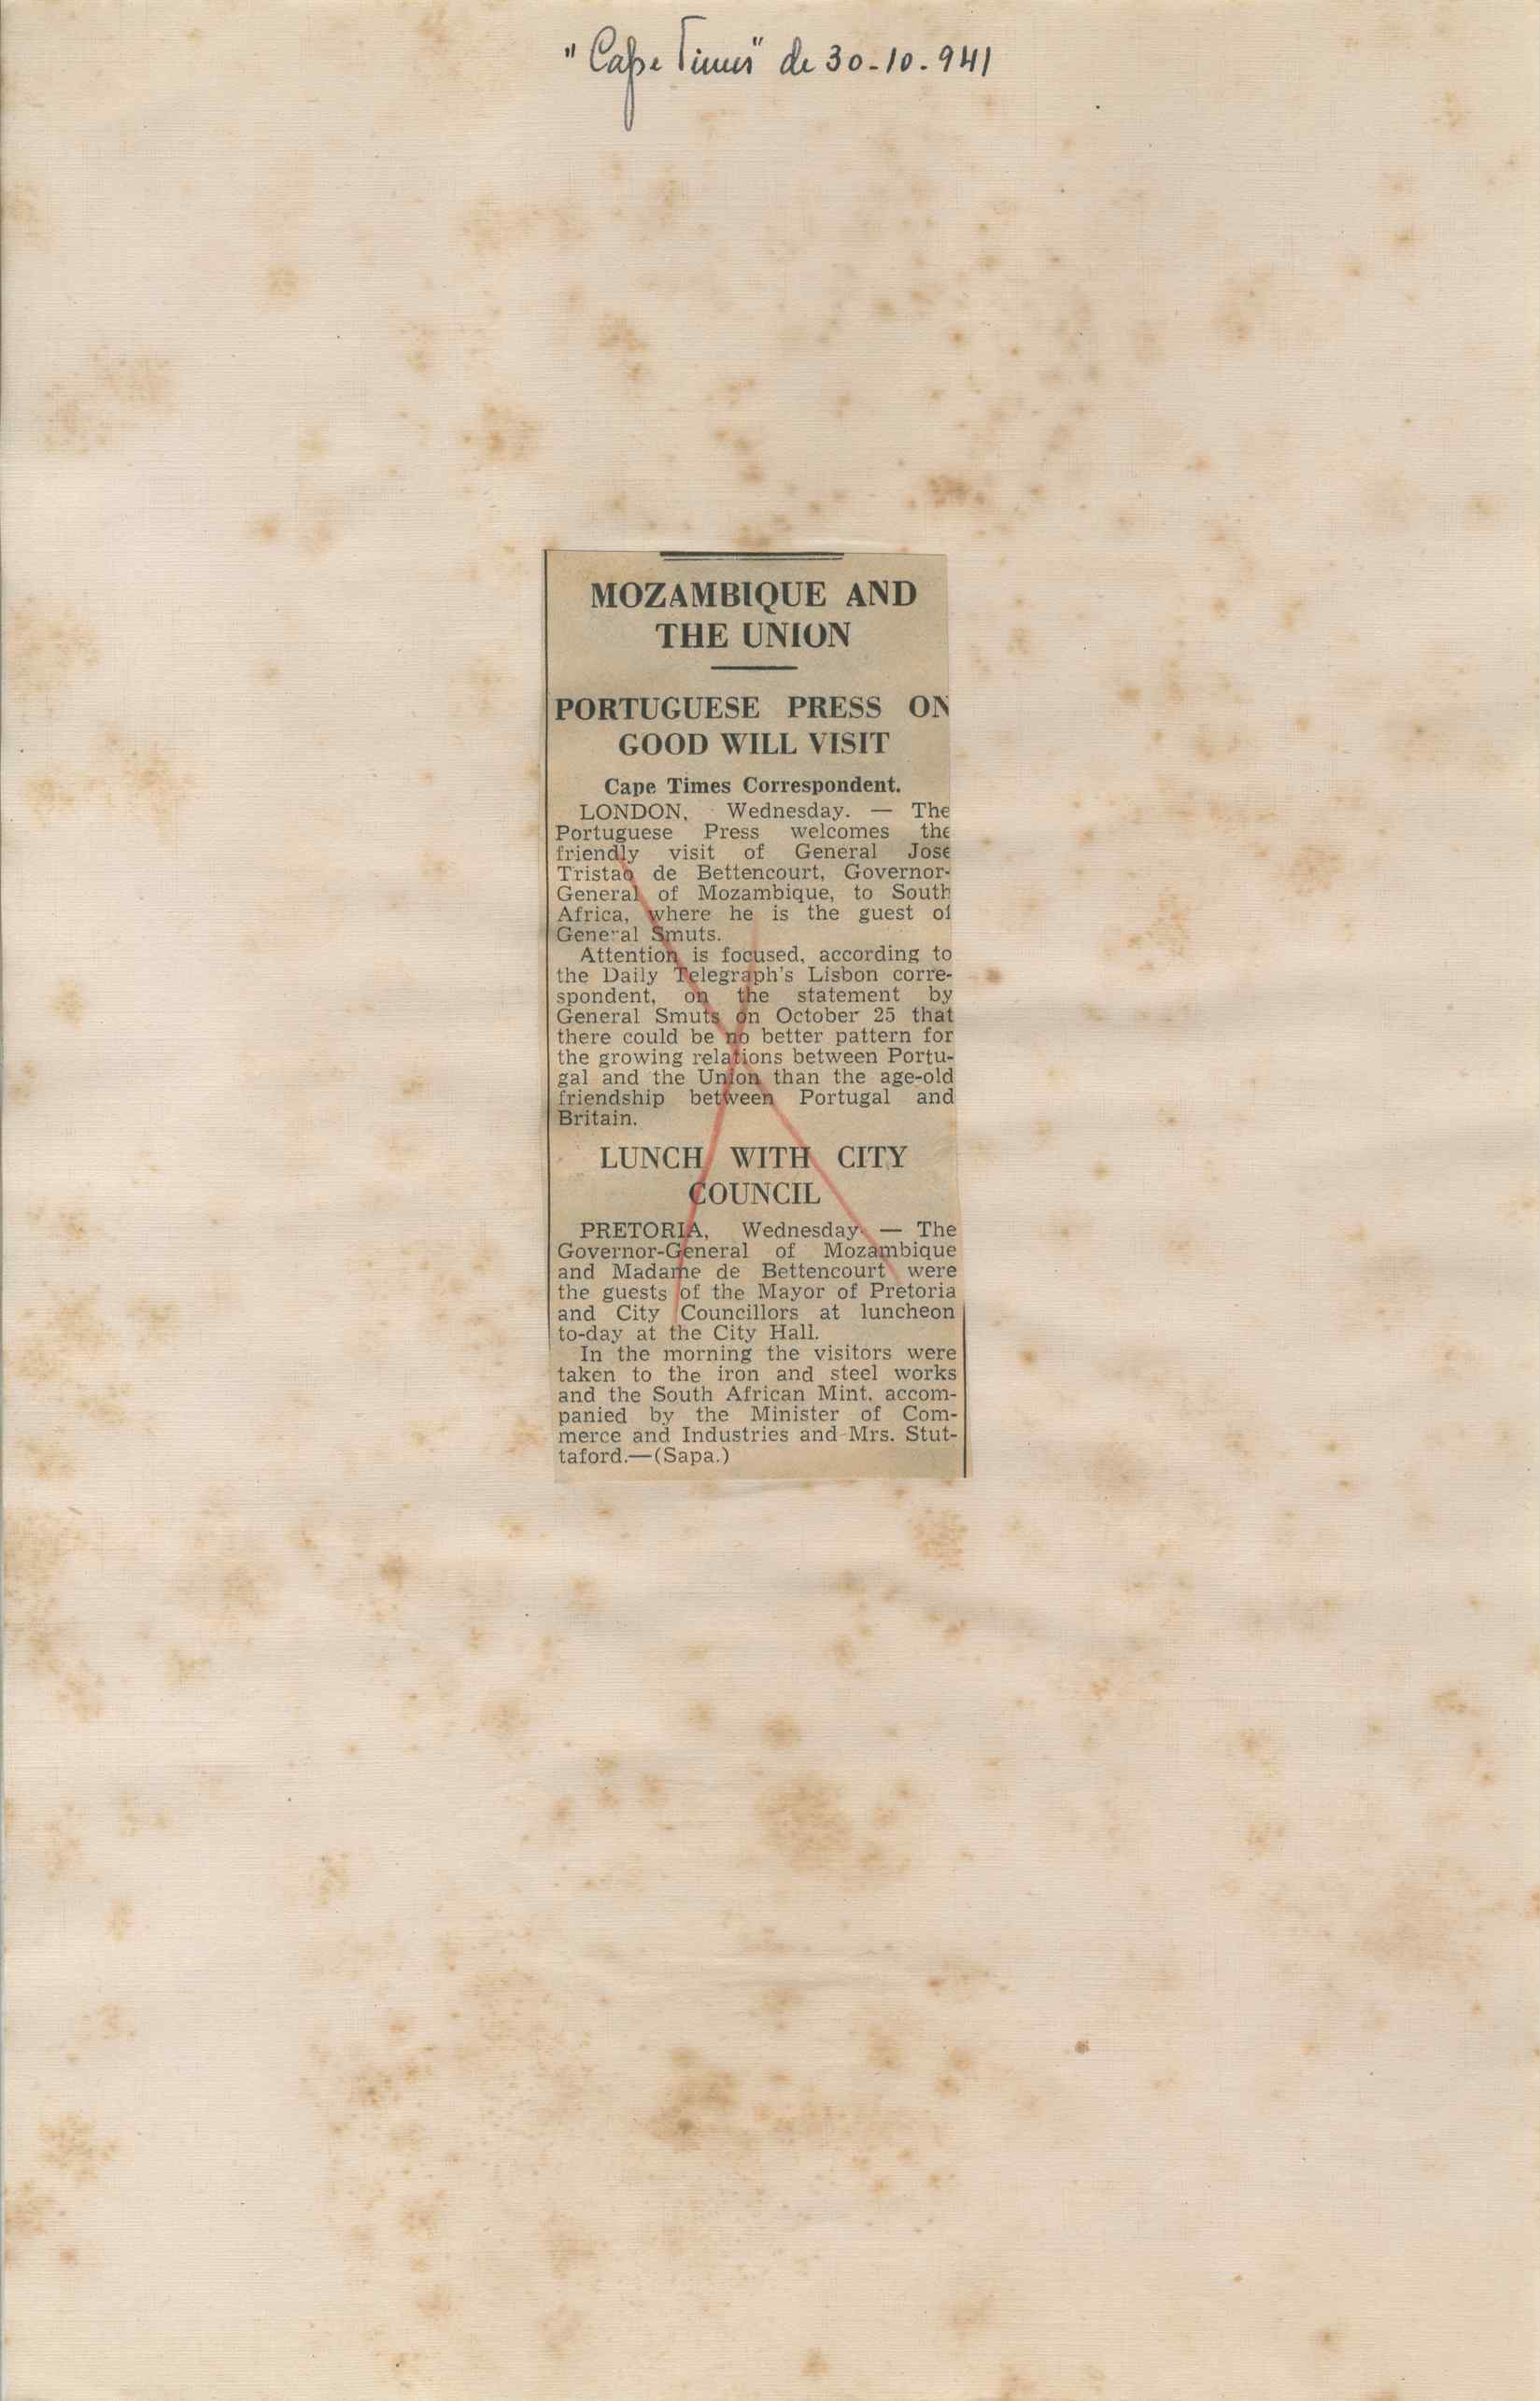 "Cape Times" de 30-10-941
MOZAMBIQUE AND
THE UNION
PORTUGUESE PRESS ON
GOOD WILL VISIT
Cape Times Correspondent.
LONDON, Wednesday. — The
Portuguese Press welcomes the
friendly visit of General Jose
Tristao de Bettencourt, Governor-
General of Mozambique, to South
Africa, where he is the guest of
General Smuts.
Attention is focused, according to
the Daily Telegraph's Lisbon corre-
spondent, on the statement by
General Smuts on October 25 that
there could be no better pattern for
the growing relations between Portu-
gal and the Union than the age-old
friendship between Portugal and
Britain.
LUNCH WITH CITY
COUNCIL
PRETORIA, Wednesday. — The
Governor-General of Mozambique
and Madame de Bettencourt were
the guests of the Mayor of Pretoria
and City Councillors at luncheon
to-day at the City Hall.
In the morning the visitors were
taken to the iron and steel works
and the South African Mint, accom-
panied by the Minister of Com-
merce and Industries and Mrs. Stut-
taford.—(Sapa.)